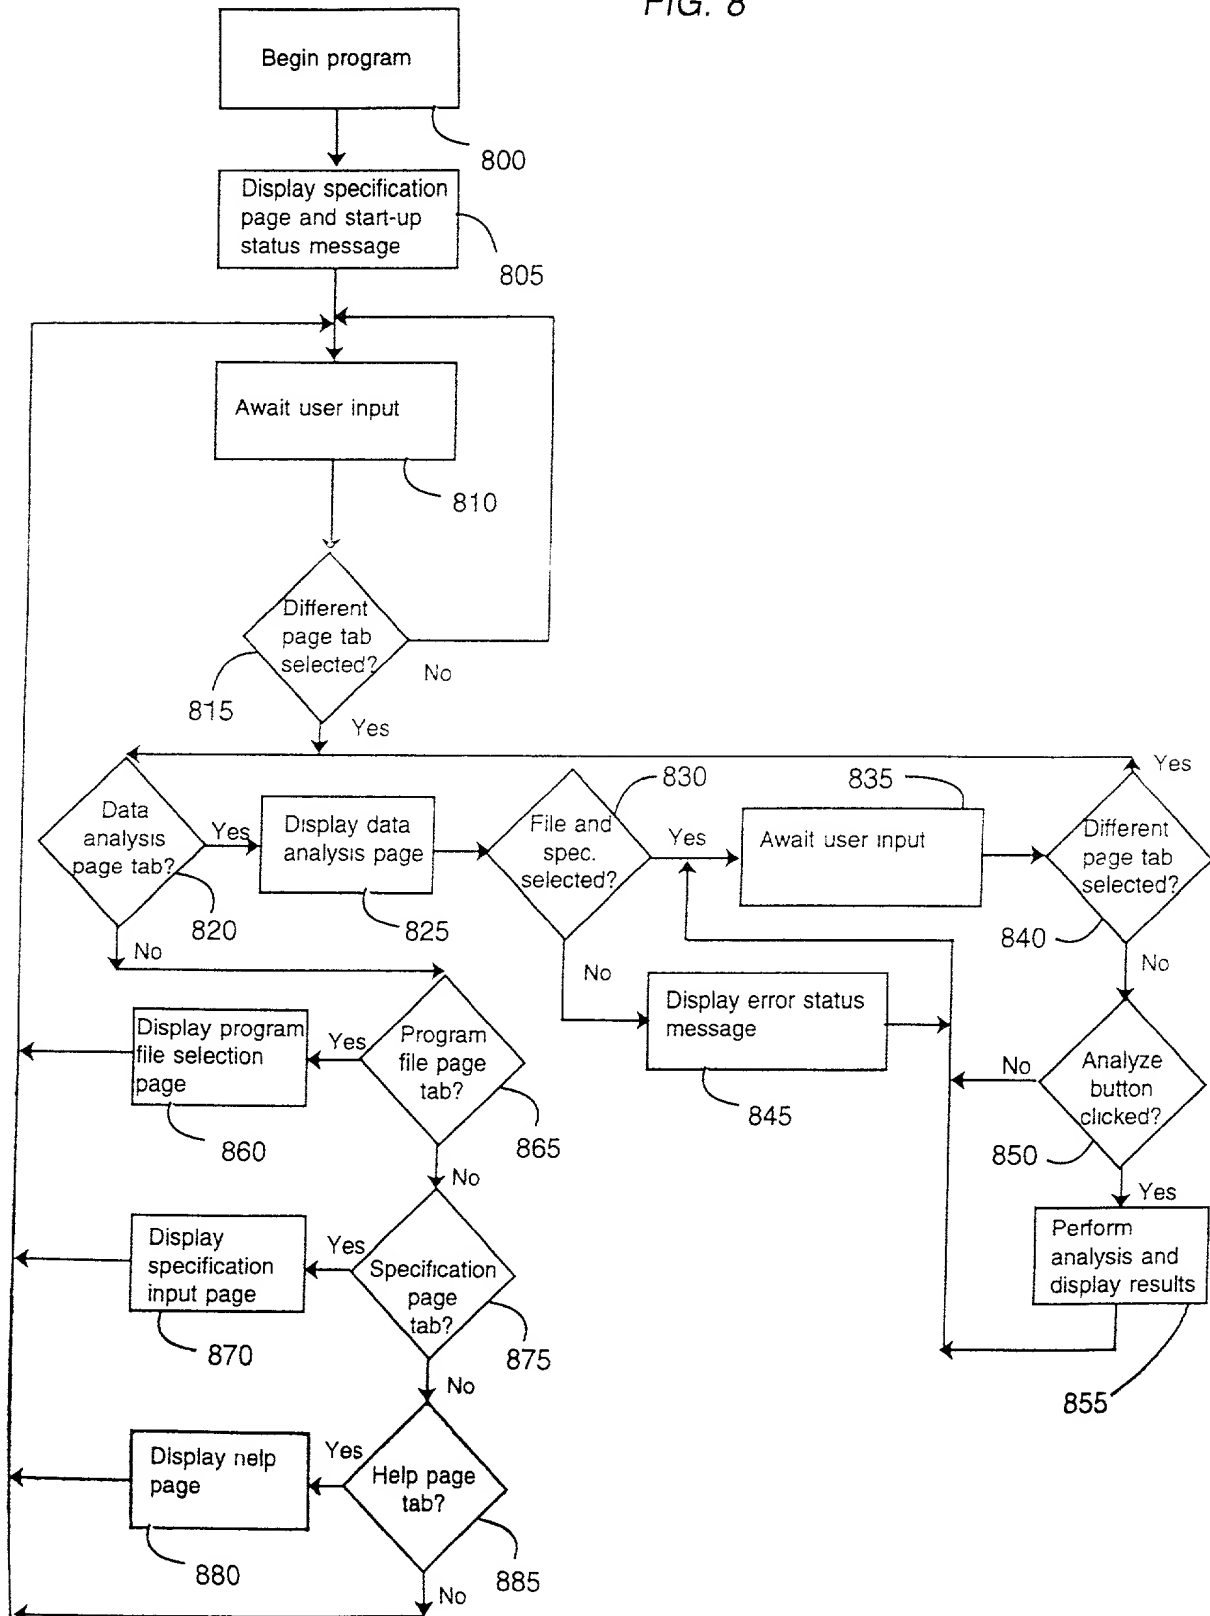 FIG. 8
Begin program
800
Display specification
page and start-up
status message
805
Await user input
810
Different
page tab
selected?
No
815
Yes
Data
analysis
page tab?
Yes
820
No
Display data
analysis page
825
File and
spec.
selected?
830
Yes
No
835
Await user input
Different
page tab
selected?
Yes
840
No
Display error status
message
845
Analyze
button
clicked?
No
850
Yes
Perform
analysis and
display results
855
Program
file page
tab?
Yes
865
No
Display program
file selection
page
860
Specification
page
tab?
Yes
875
No
Display
specification
input page
870
Help page
tab?
Yes
885
No
Display help
page
880